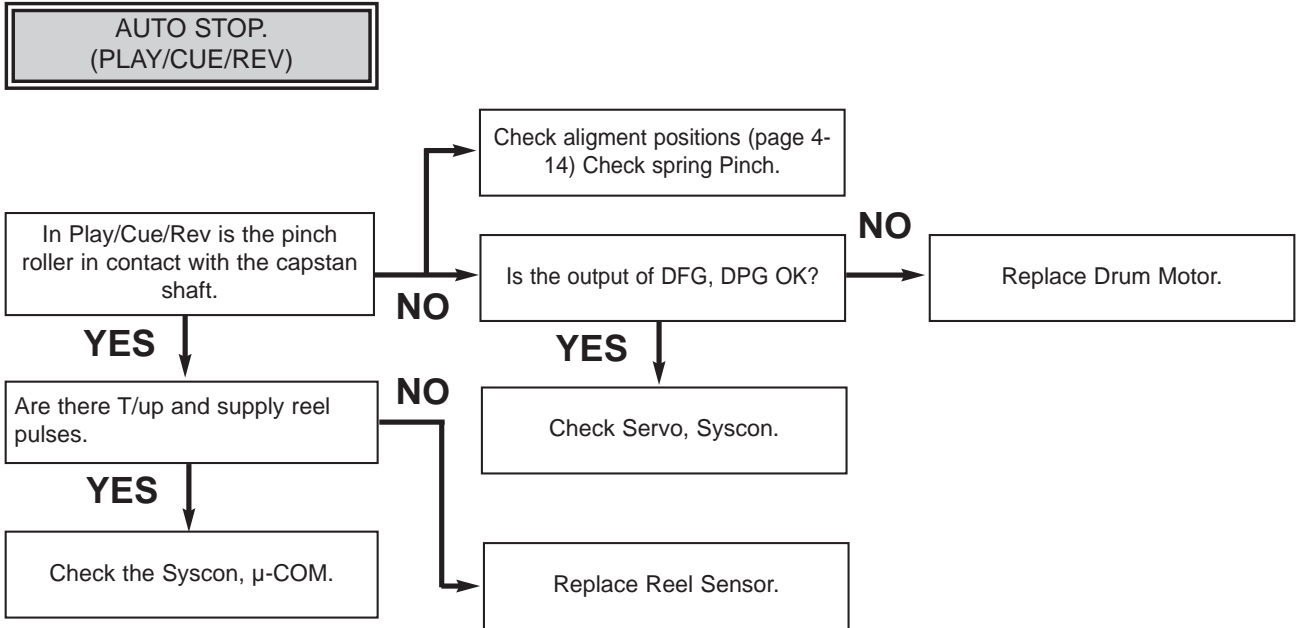 AUTO STOP.
(PLAY/CUE/REV)
Check aligment positions (page 4-
14) Check spring Pinch.
In Play/Cue/Rev is the pinch
roller in contact with the capstan
shaft.
NO
Is the output of DFG, DPG OK?
NO
Replace Drum Motor.
YES
YES
Are there T/up and supply reel
pulses.
NO
Check Servo, Syscon.
YES
Check the Syscon, µ-COM.
Replace Reel Sensor.